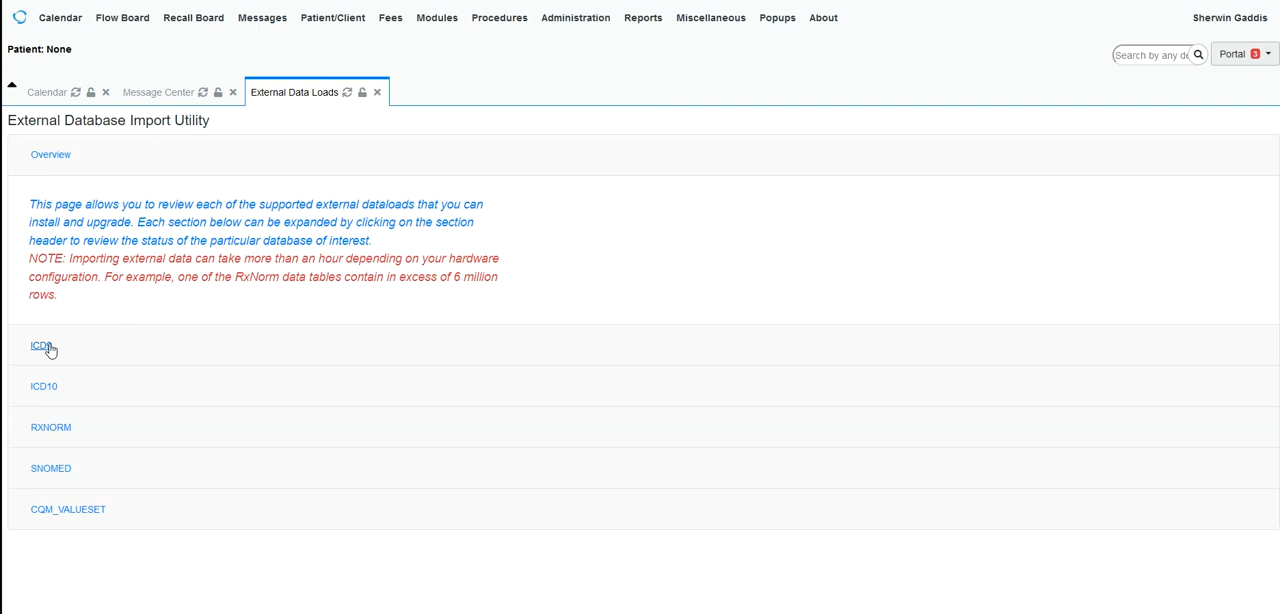 Calendar Flow Board Recall Board Messages Patient/Client Fees Modules Procedures Administration Reports Miscellaneous Popups About Sherwin Gaddis
Patient: None
Search by any de Portal 3
Calendar Message Center External Data Loads
External Database Import Utility
Overview
This page allows you to review each of the supported external dataloads that you can
install and upgrade. Each section below can be expanded by clicking on the section
header to review the status of the particular database of interest.
NOTE: Importing external data can take more than an hour depending on your hardware
configuration. For example, one of the RxNorm data tables contain in excess of 6 million
rows.
ICD10
RXNORM
SNOMED
CQM_VALUESET